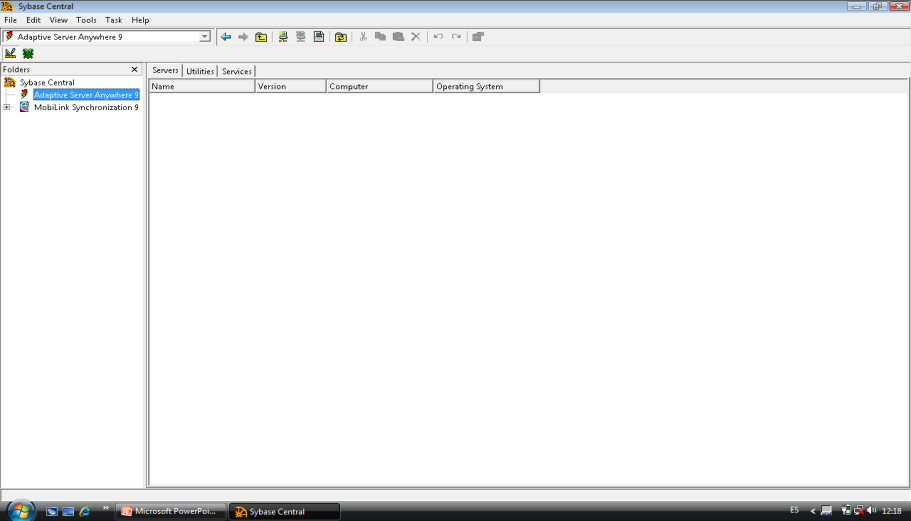 Sybase Central
File Edit View Tools Task Help
Adaptive Server Anywhere 9
Folders
Sybase Central
Adaptive Server Anywhere 9
MobiLink Synchronization 9
Servers Utilities Services
Name Version Computer Operating System
Microsoft PowerPoi... Sybase Central ES 12:18